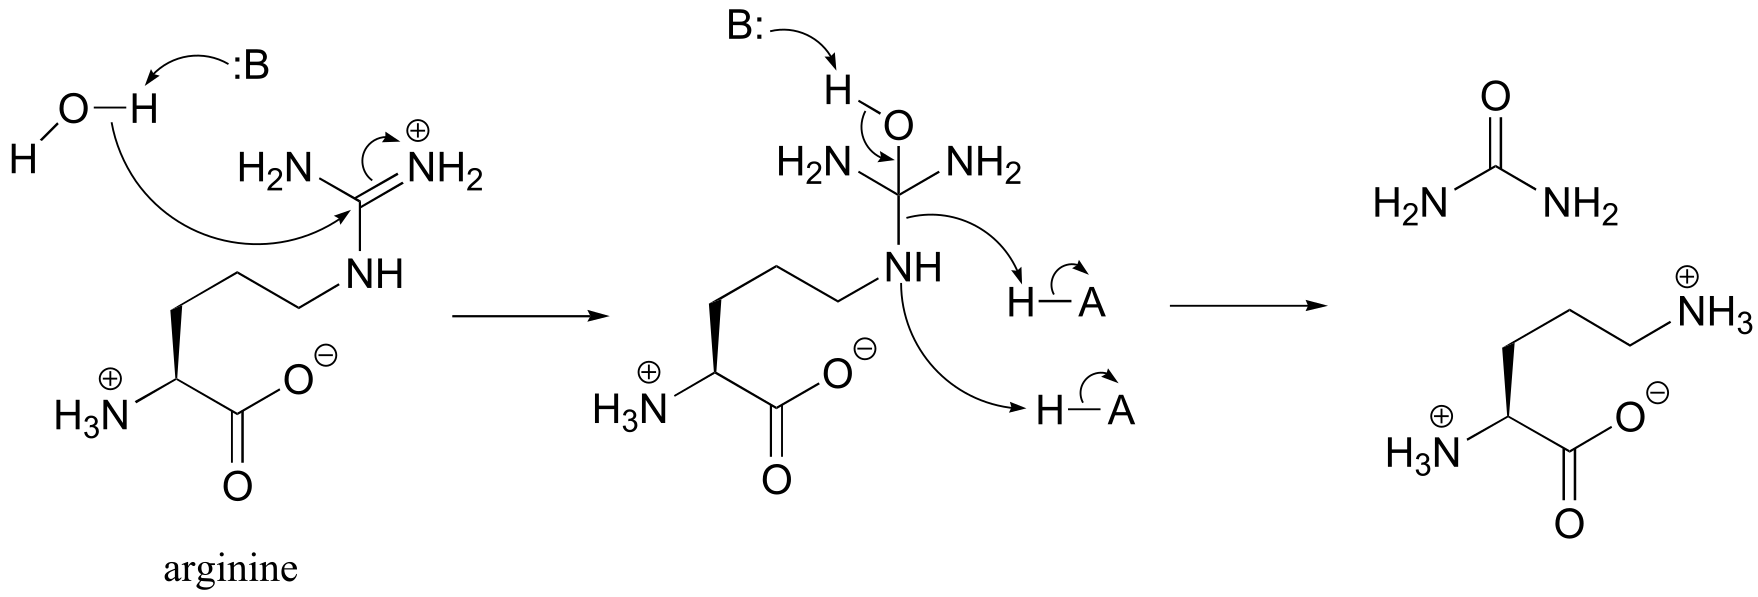 :B
O
H
H
⊕
H₂N
NH₂
NH
⊖
O
⊕
H₃N
O
arginine
B:
H
O
H₂N
NH₂
NH
H
A
⊖
O
⊕
H₃N
H
A
O
O
H₂N
NH₂
⊕
NH₃
⊖
O
⊕
H₃N
O